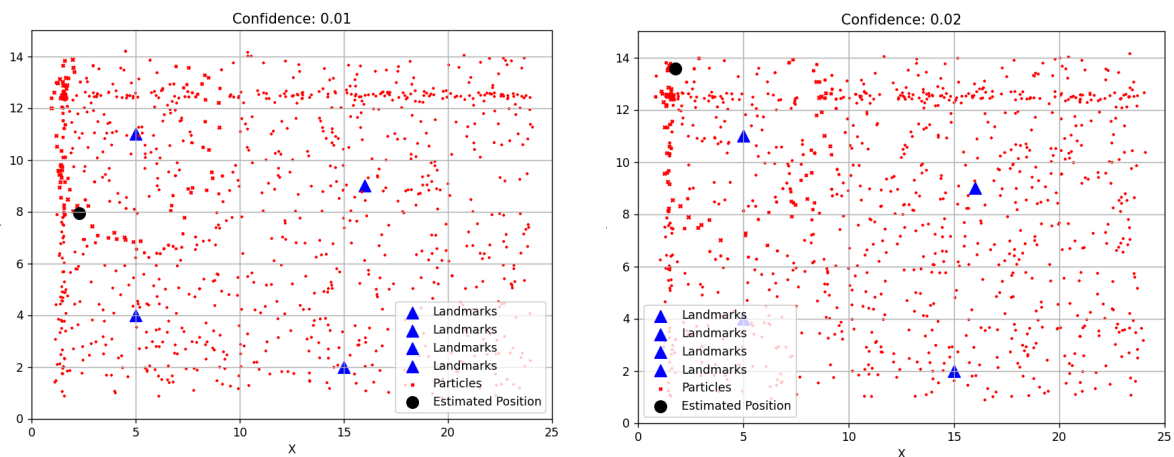 Confidence: 0.01
14
12
10
8
6
4
2
0
0 5 10 15 20 25
X
Landmarks
Landmarks
Landmarks
Landmarks
Particles
Estimated Position
Confidence: 0.02
14
12
10
8
6
4
2
0
0 5 10 15 20 25
X
Landmarks
Landmarks
Landmarks
Landmarks
Particles
Estimated Position